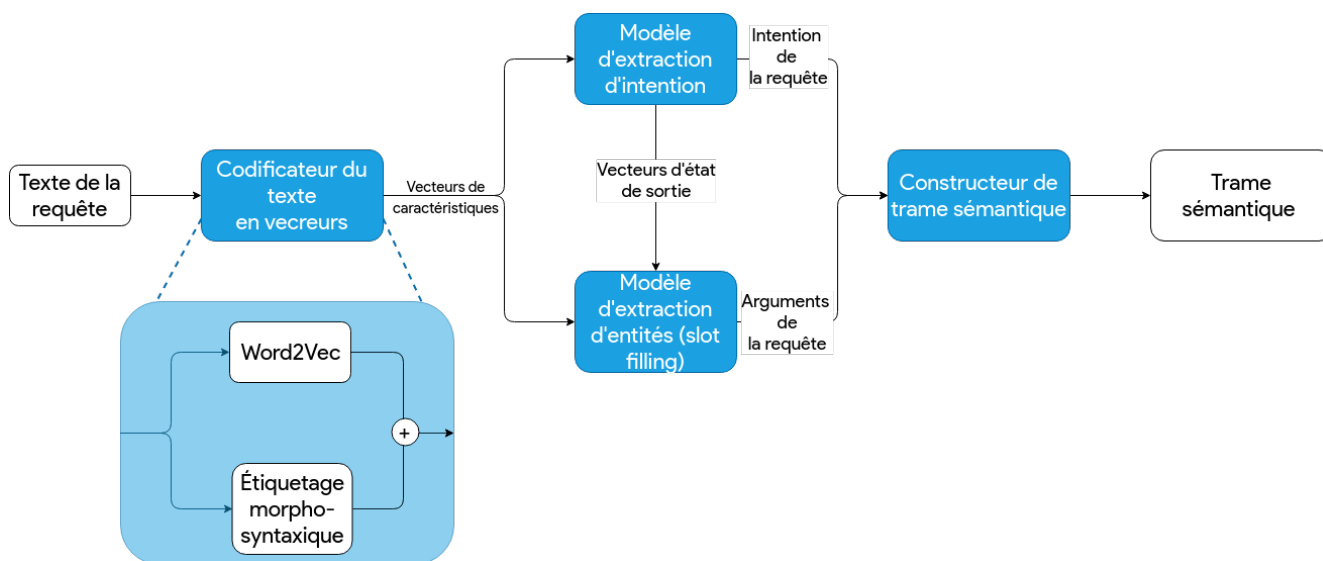 Texte de la
requête
Codificateur du
texte
en vecreurs
Vecteurs de
caractéristiques
Modèle
d'extraction
d'intention
Intention
de
la requête
Vecteurs d'état
de sortie
Modèle
d'extraction
d'entités (slot
filling)
Arguments
de
la requête
Constructeur de
trame sémantique
Trame
sémantique
Word2Vec
+
Étiquetage
morpho-
syntaxique